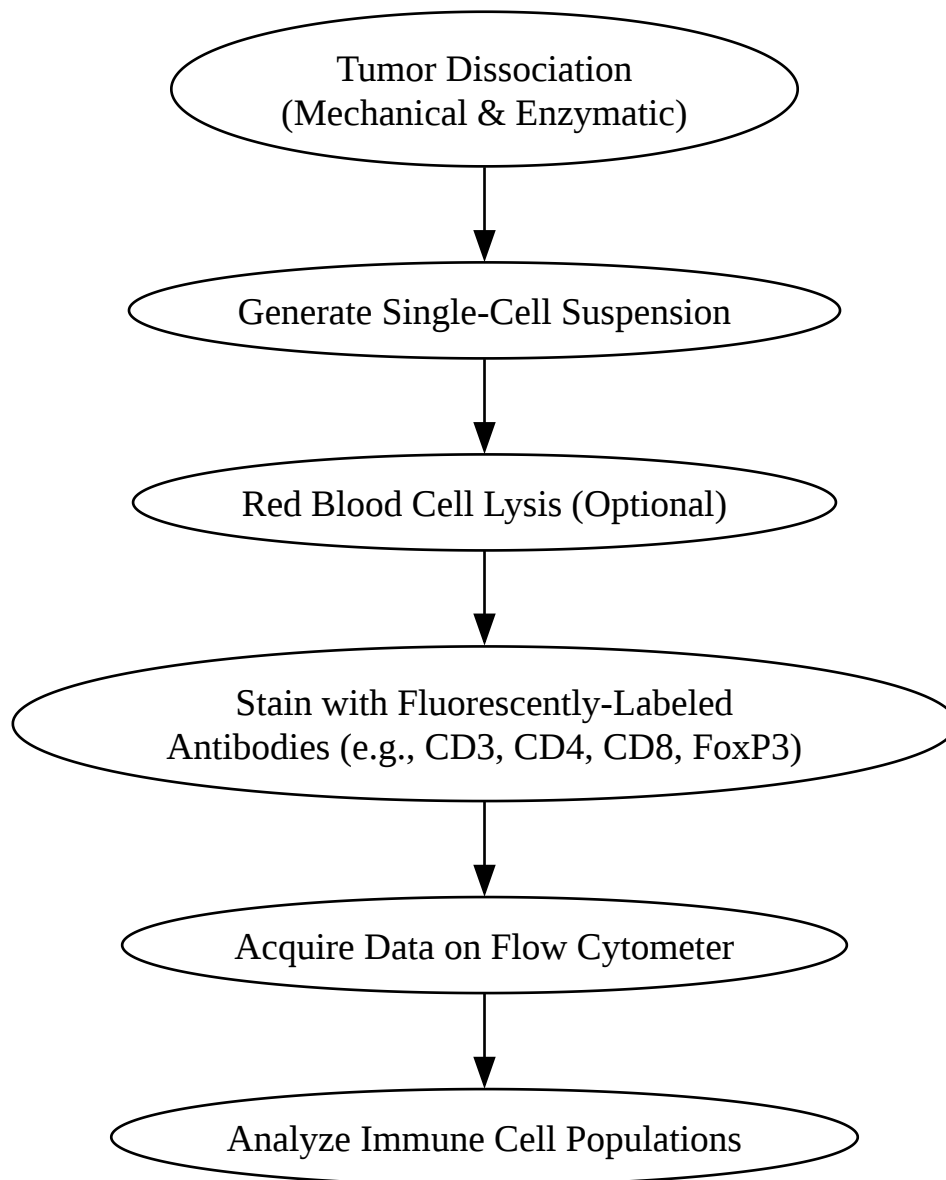 Tumor Dissociation
(Mechanical & Enzymatic)
Generate Single-Cell Suspension
Red Blood Cell Lysis (Optional)
Stain with Fluorescently-Labeled
Antibodies (e.g., CD3, CD4, CD8, FoxP3)
Acquire Data on Flow Cytometer
Analyze Immune Cell Populations